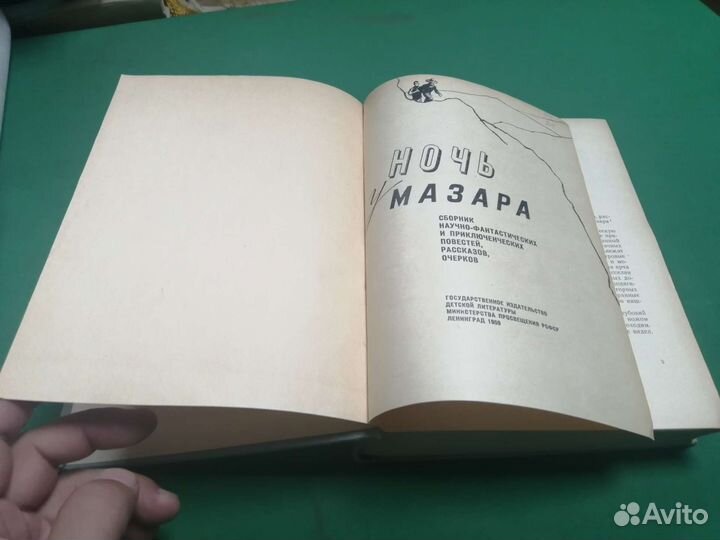 НОЧЬ
У МАЗАРА
СБОРНИК
НАУЧНО-ФАНТАСТИЧЕСКИХ
И ПРИКЛЮЧЕНЧЕСКИХ
ПОВЕСТЕЙ,
РАССКАЗОВ,
ОЧЕРКОВ
ГОСУДАРСТВЕННОЕ ИЗДАТЕЛЬСТВО
ДЕТСКОЙ ЛИТЕРАТУРЫ
МИНИСТЕРСТВА ПРОСВЕЩЕНИЯ РСФСР
ЛЕНИНГРАД 1959
Avito